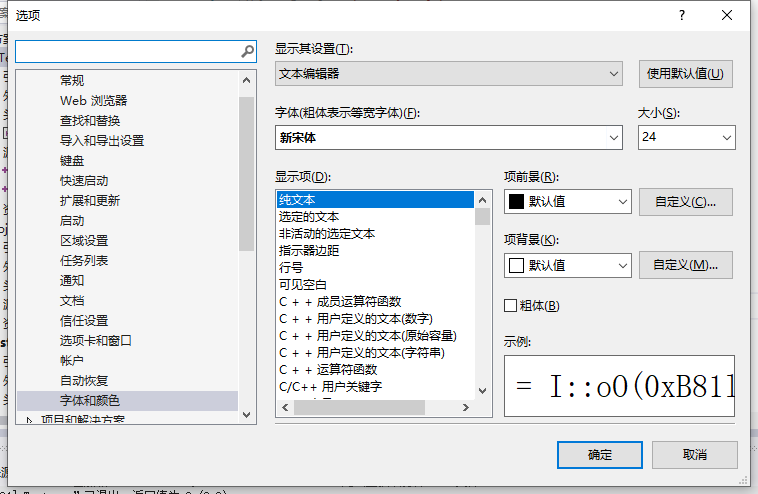 选项
常规
Web 浏览器
查找和替换
导入和导出设置
键盘
快速启动
扩展和更新
启动
区域设置
任务列表
通知
文档
信任设置
选项卡和窗口
帐户
自动恢复
字体和颜色
项目和解决方案
显示其设置(T):
文本编辑器
使用默认值(U)
字体(粗体表示等宽字体)(F):
新宋体
大小(S):
24
显示项(D):
纯文本
选定的文本
非活动的选定文本
指示器边距
行号
可见空白
C + + 成员运算符函数
C + + 用户定义的文本(数字)
C + + 用户定义的文本(原始容量)
C + + 用户定义的文本(字符串)
C + + 运算符函数
C/C++ 用户关键字
项前景(R):
默认值
自定义(C)...
项背景(K):
默认值
自定义(M)...
粗体(B)
示例:
= I::oO(0xB81l
确定
取消